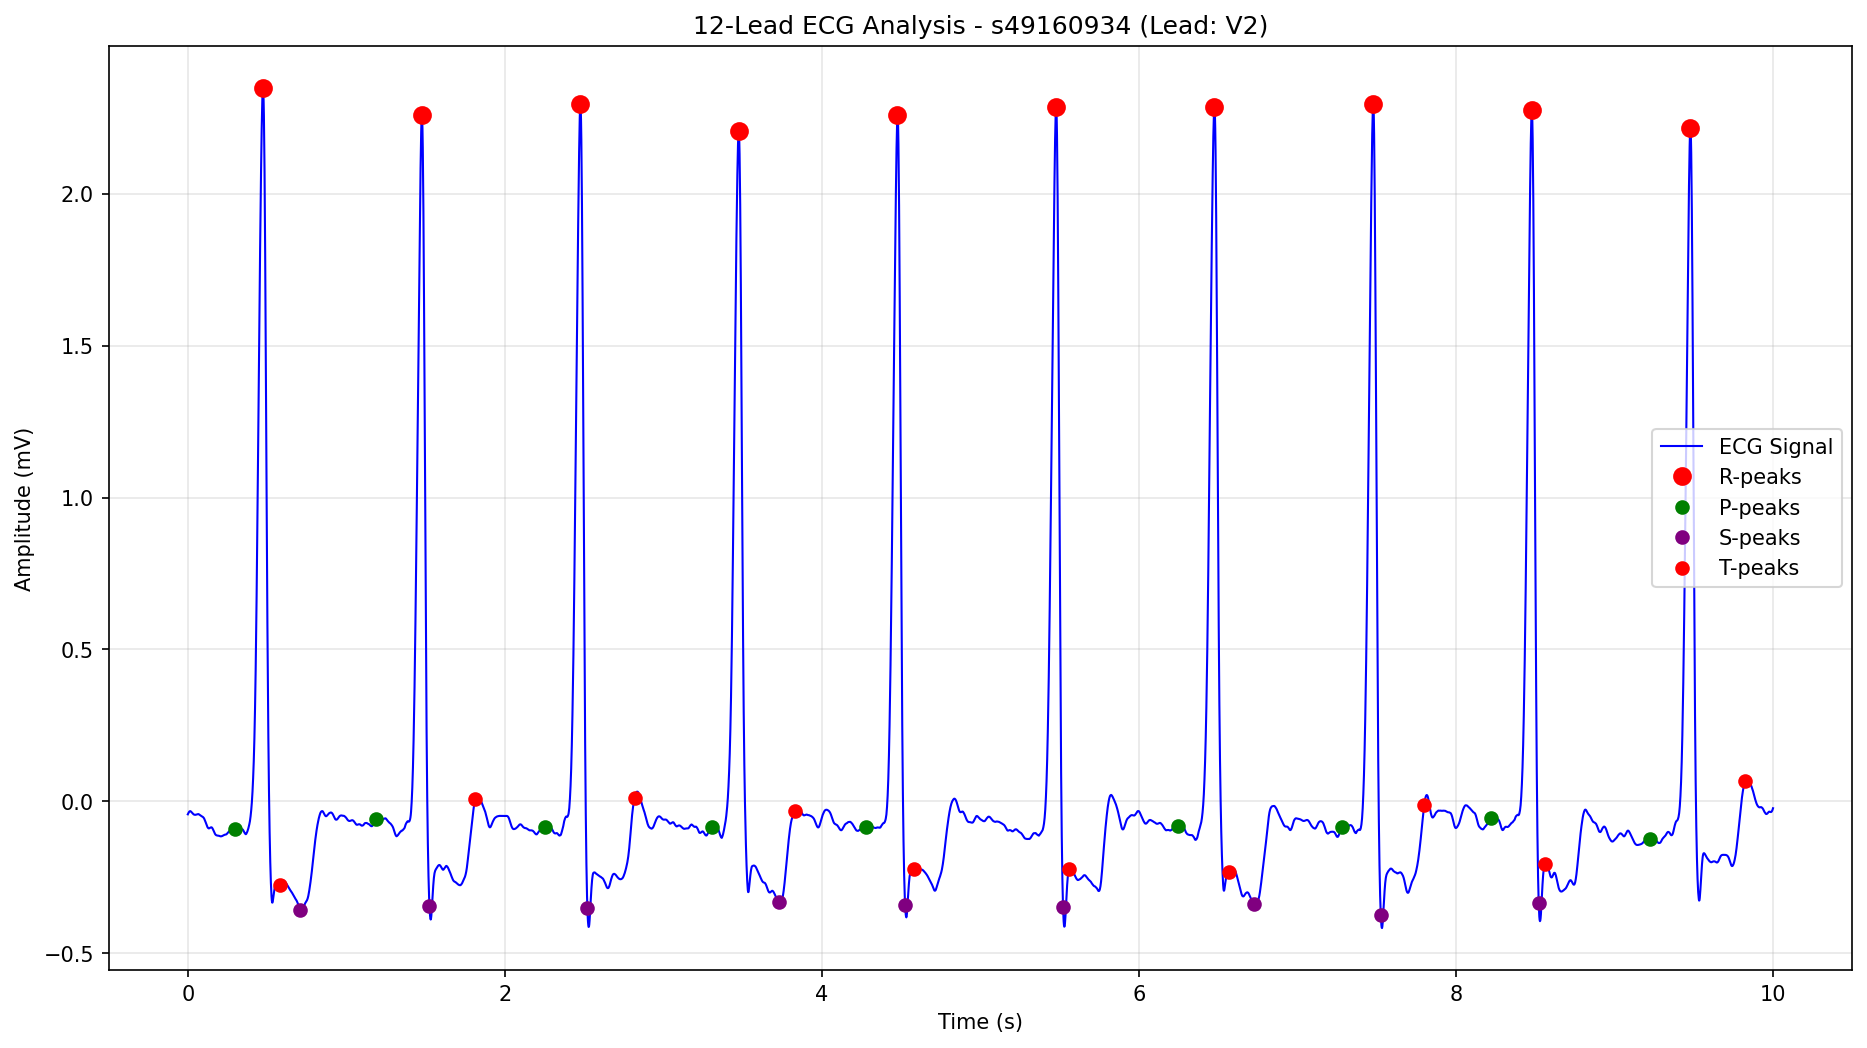 12-Lead ECG Analysis - s49160934 (Lead: V2)
Amplitude (mV)
2.0
1.5
1.0
0.5
0.0
−0.5
ECG Signal
R-peaks
P-peaks
S-peaks
T-peaks
0 2 4 6 8 10
Time (s)